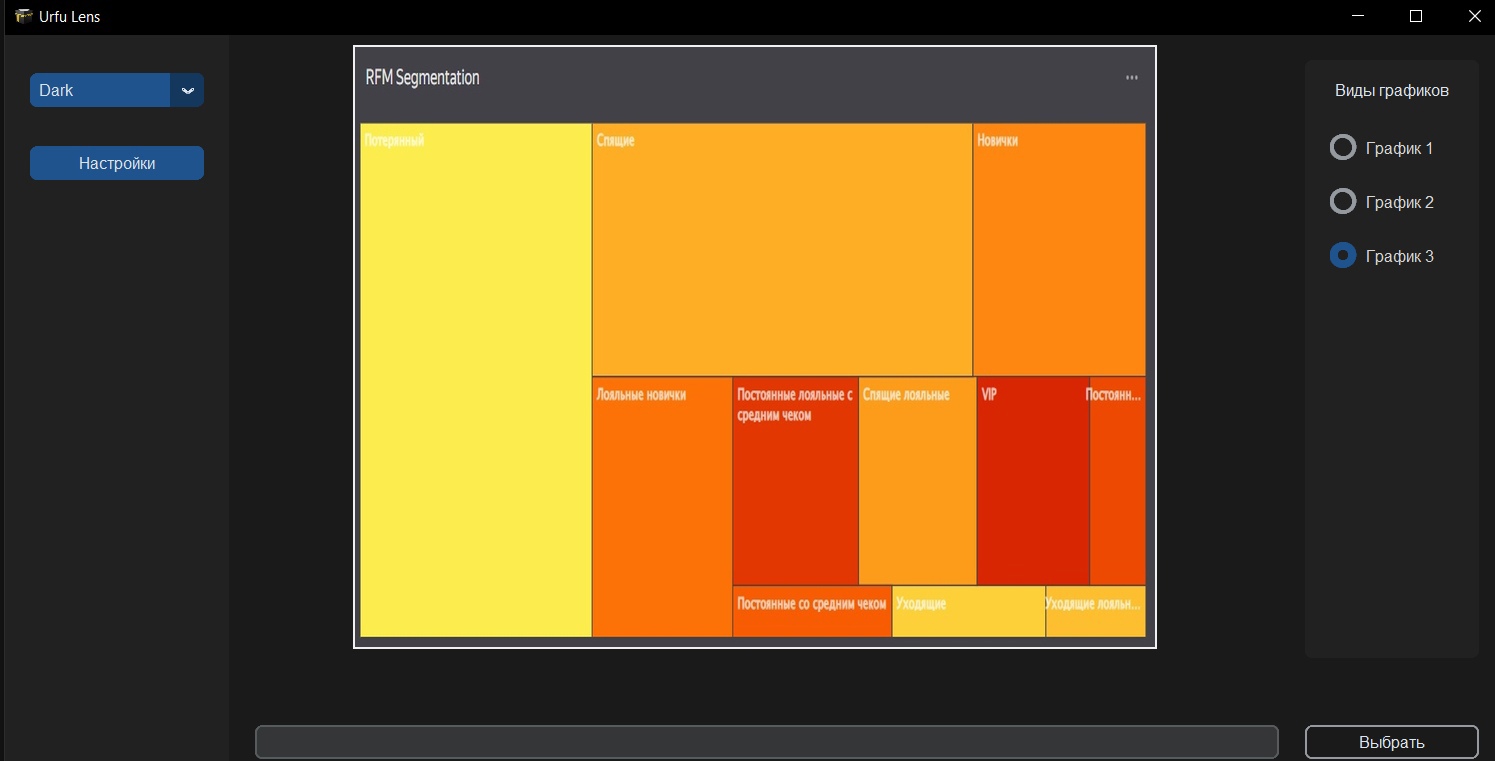 Urfu Lens
Dark
Настройки
RFM Segmentation
Потерянный
Спящие
Новички
Лояльные новички
Постоянные лояльные с
средним чеком
Спящие лояльные
VIP
Постоянн...
Постоянные со средним чеком
Уходящие
Уходящие лояльн...
Виды графиков
График 1
График 2
График 3
Выбрать